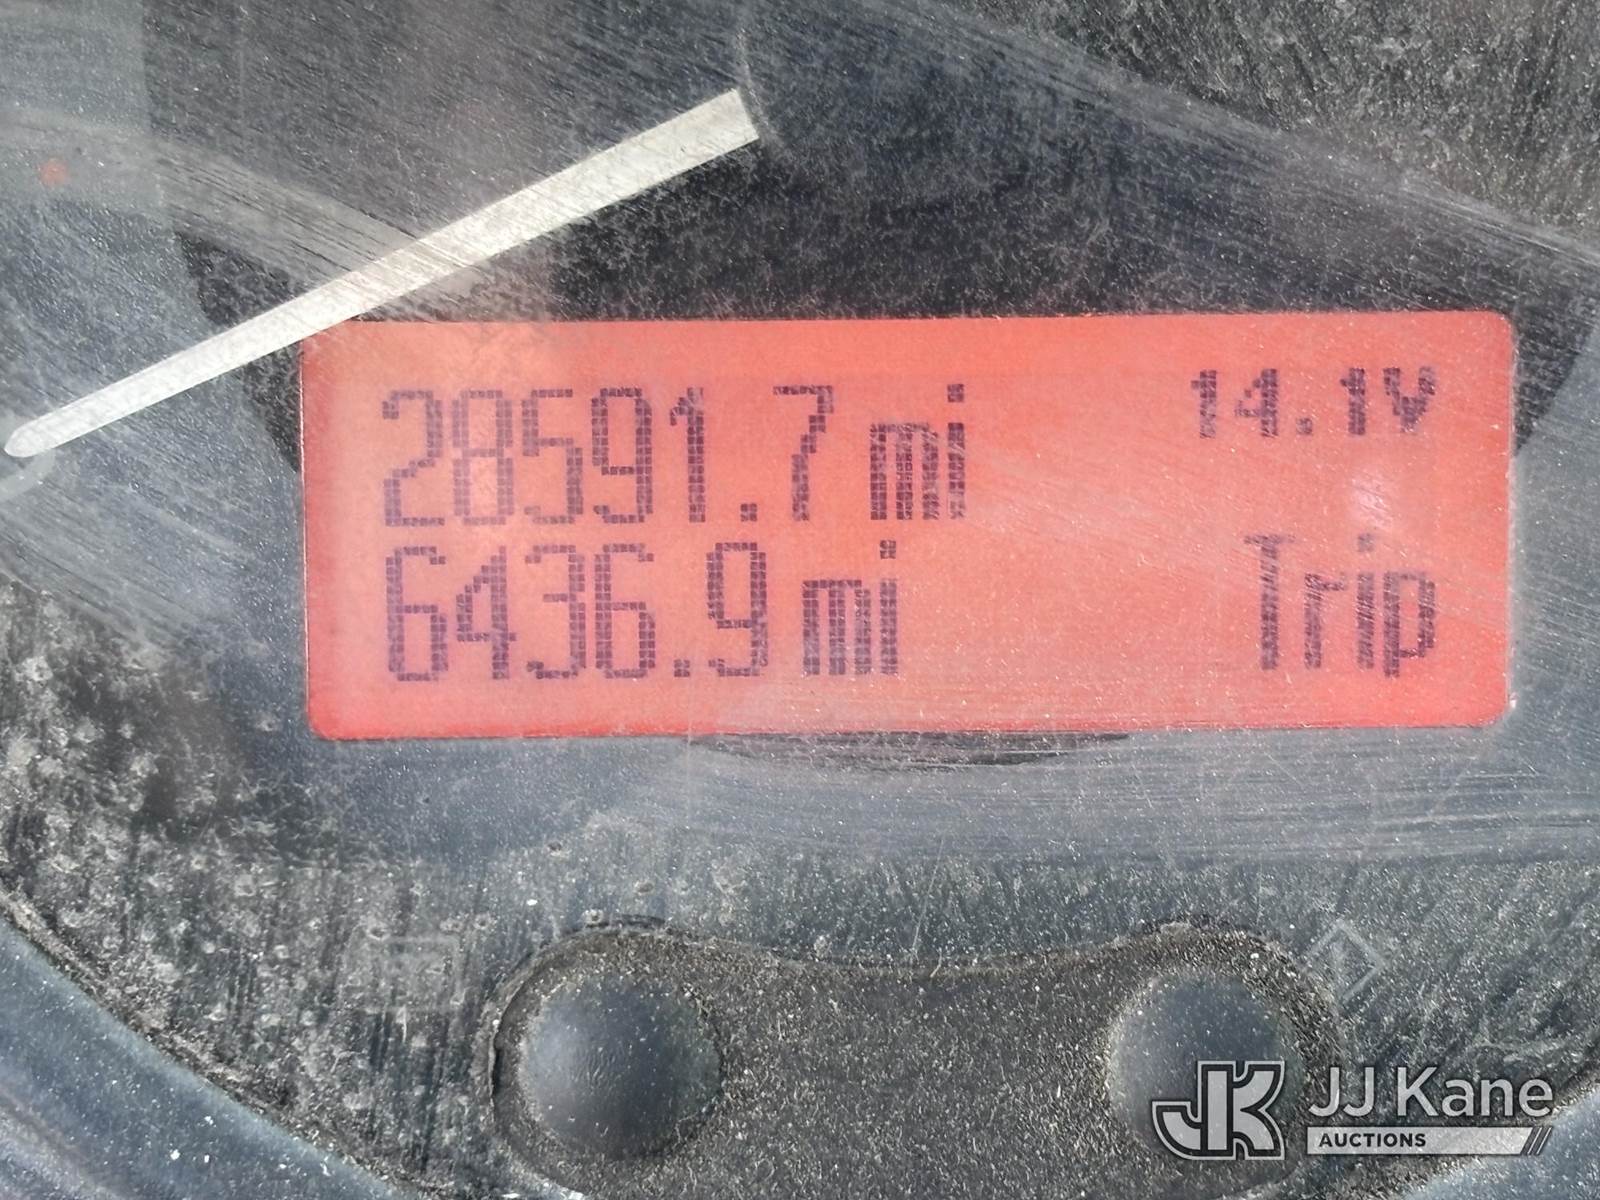 28591.7 mi 14.1V
6436.9 mi Trip
JK JJ Kane
AUCTIONS